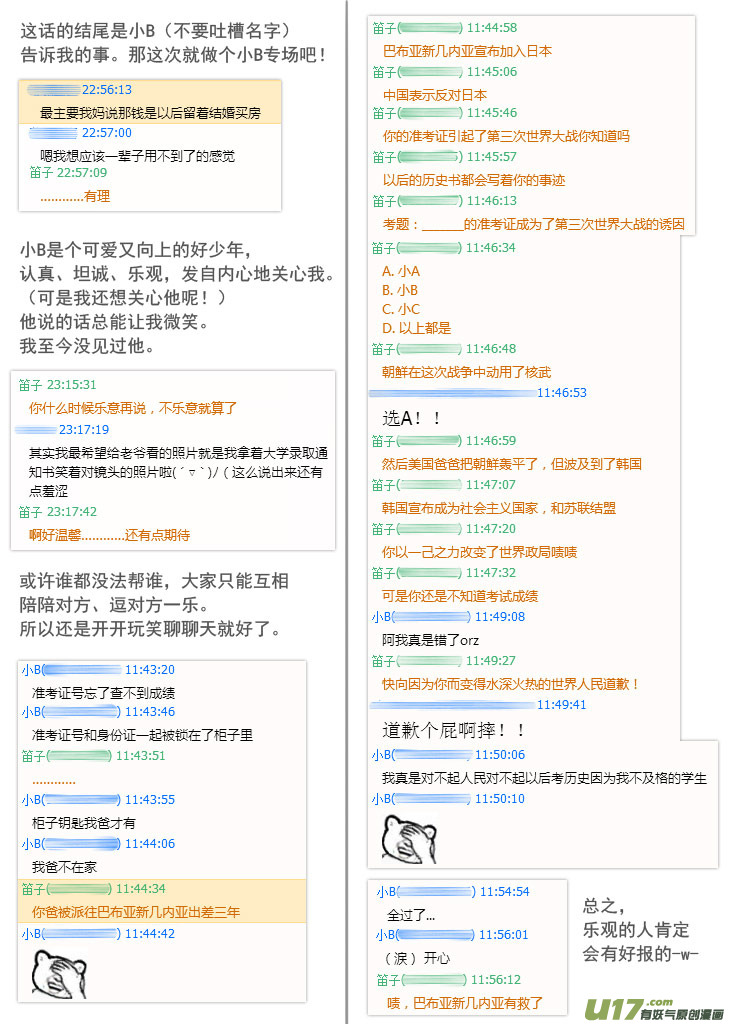 这话的结尾是小B（不要吐槽名字）
告诉我的事。那这次就做个小B专场吧！
22:56:13
最主要我妈说那钱是以后留着结婚买房
22:57:00
嗯我想应该一辈子用不到了的感觉
笛子 22:57:09
…………有理
小B是个可爱又向上的好少年，
认真、坦诚、乐观，发自内心地关心我。
（可是我还想关心他呢！）
他说的话总能让我微笑。
我至今没见过他。
笛子 23:15:31
你什么时候乐意再说，不乐意就算了
23:17:19
其实我最希望给老爷看的照片就是我拿着大学录取通
知书笑着对镜头的照片啦(´▿`)/（这么说出来还有
点羞涩
笛子 23:17:42
啊好温馨…………还有点期待
或许谁都没法帮谁，大家只能互相
陪陪对方、逗对方一乐。
所以还是开开玩笑聊聊天就好了。
小B( ) 11:43:20
准考证号忘了查不到成绩
小B( ) 11:43:46
准考证号和身份证一起被锁在了柜子里
笛子( ) 11:43:51
…………
小B( ) 11:43:55
柜子钥匙我爸才有
小B( ) 11:44:06
我爸不在家
笛子( ) 11:44:34
你爸被派往巴布亚新几内亚出差三年
小B( ) 11:44:42
笛子( ) 11:44:58
巴布亚新几内亚宣布加入日本
笛子( ) 11:45:06
中国表示反对日本
笛子( ) 11:45:46
你的准考证引起了第三次世界大战你知道吗
笛子( ) 11:45:57
以后的历史书都会写着你的事迹
笛子( ) 11:46:13
考题：______的准考证成为了第三次世界大战的诱因
笛子( ) 11:46:34
A. 小A
B. 小B
C. 小C
D. 以上都是
笛子( ) 11:46:48
朝鲜在这次战争中动用了核武
11:46:53
选A！！
笛子( ) 11:46:59
然后美国爸爸把朝鲜轰平了，但波及到了韩国
笛子( ) 11:47:07
韩国宣布成为社会主义国家，和苏联结盟
笛子( ) 11:47:20
你以一己之力改变了世界政局啧啧
笛子( ) 11:47:32
可是你还是不知道考试成绩
小B( ) 11:49:08
阿我真是错了orz
笛子( ) 11:49:27
快向因为你而变得水深火热的世界人民道歉！
11:49:41
道歉个屁啊摔！！
小B( ) 11:50:06
我真是对不起人民对不起以后考历史因为我不及格的学生
小B( ) 11:50:10
小B( ) 11:54:54
全过了...
小B( ) 11:56:01
（淚）开心
笛子( ) 11:56:12
啧，巴布亚新几内亚有救了
总之，
乐观的人肯定
会有好报的-w-
U17.com
有妖气原创漫画